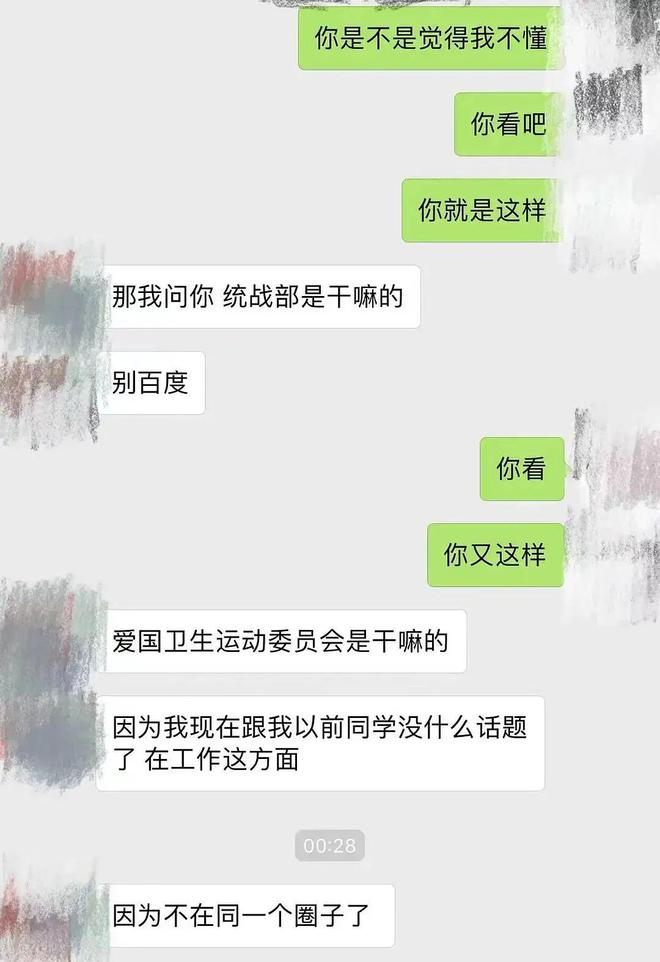 你是不是觉得我不懂
你看吧
你就是这样
那我问你 统战部是干嘛的
别百度
你看
你又这样
爱国卫生运动委员会是干嘛的
因为我现在跟我以前同学没什么话题
了 在工作这方面
00:28
因为不在同一个圈子了